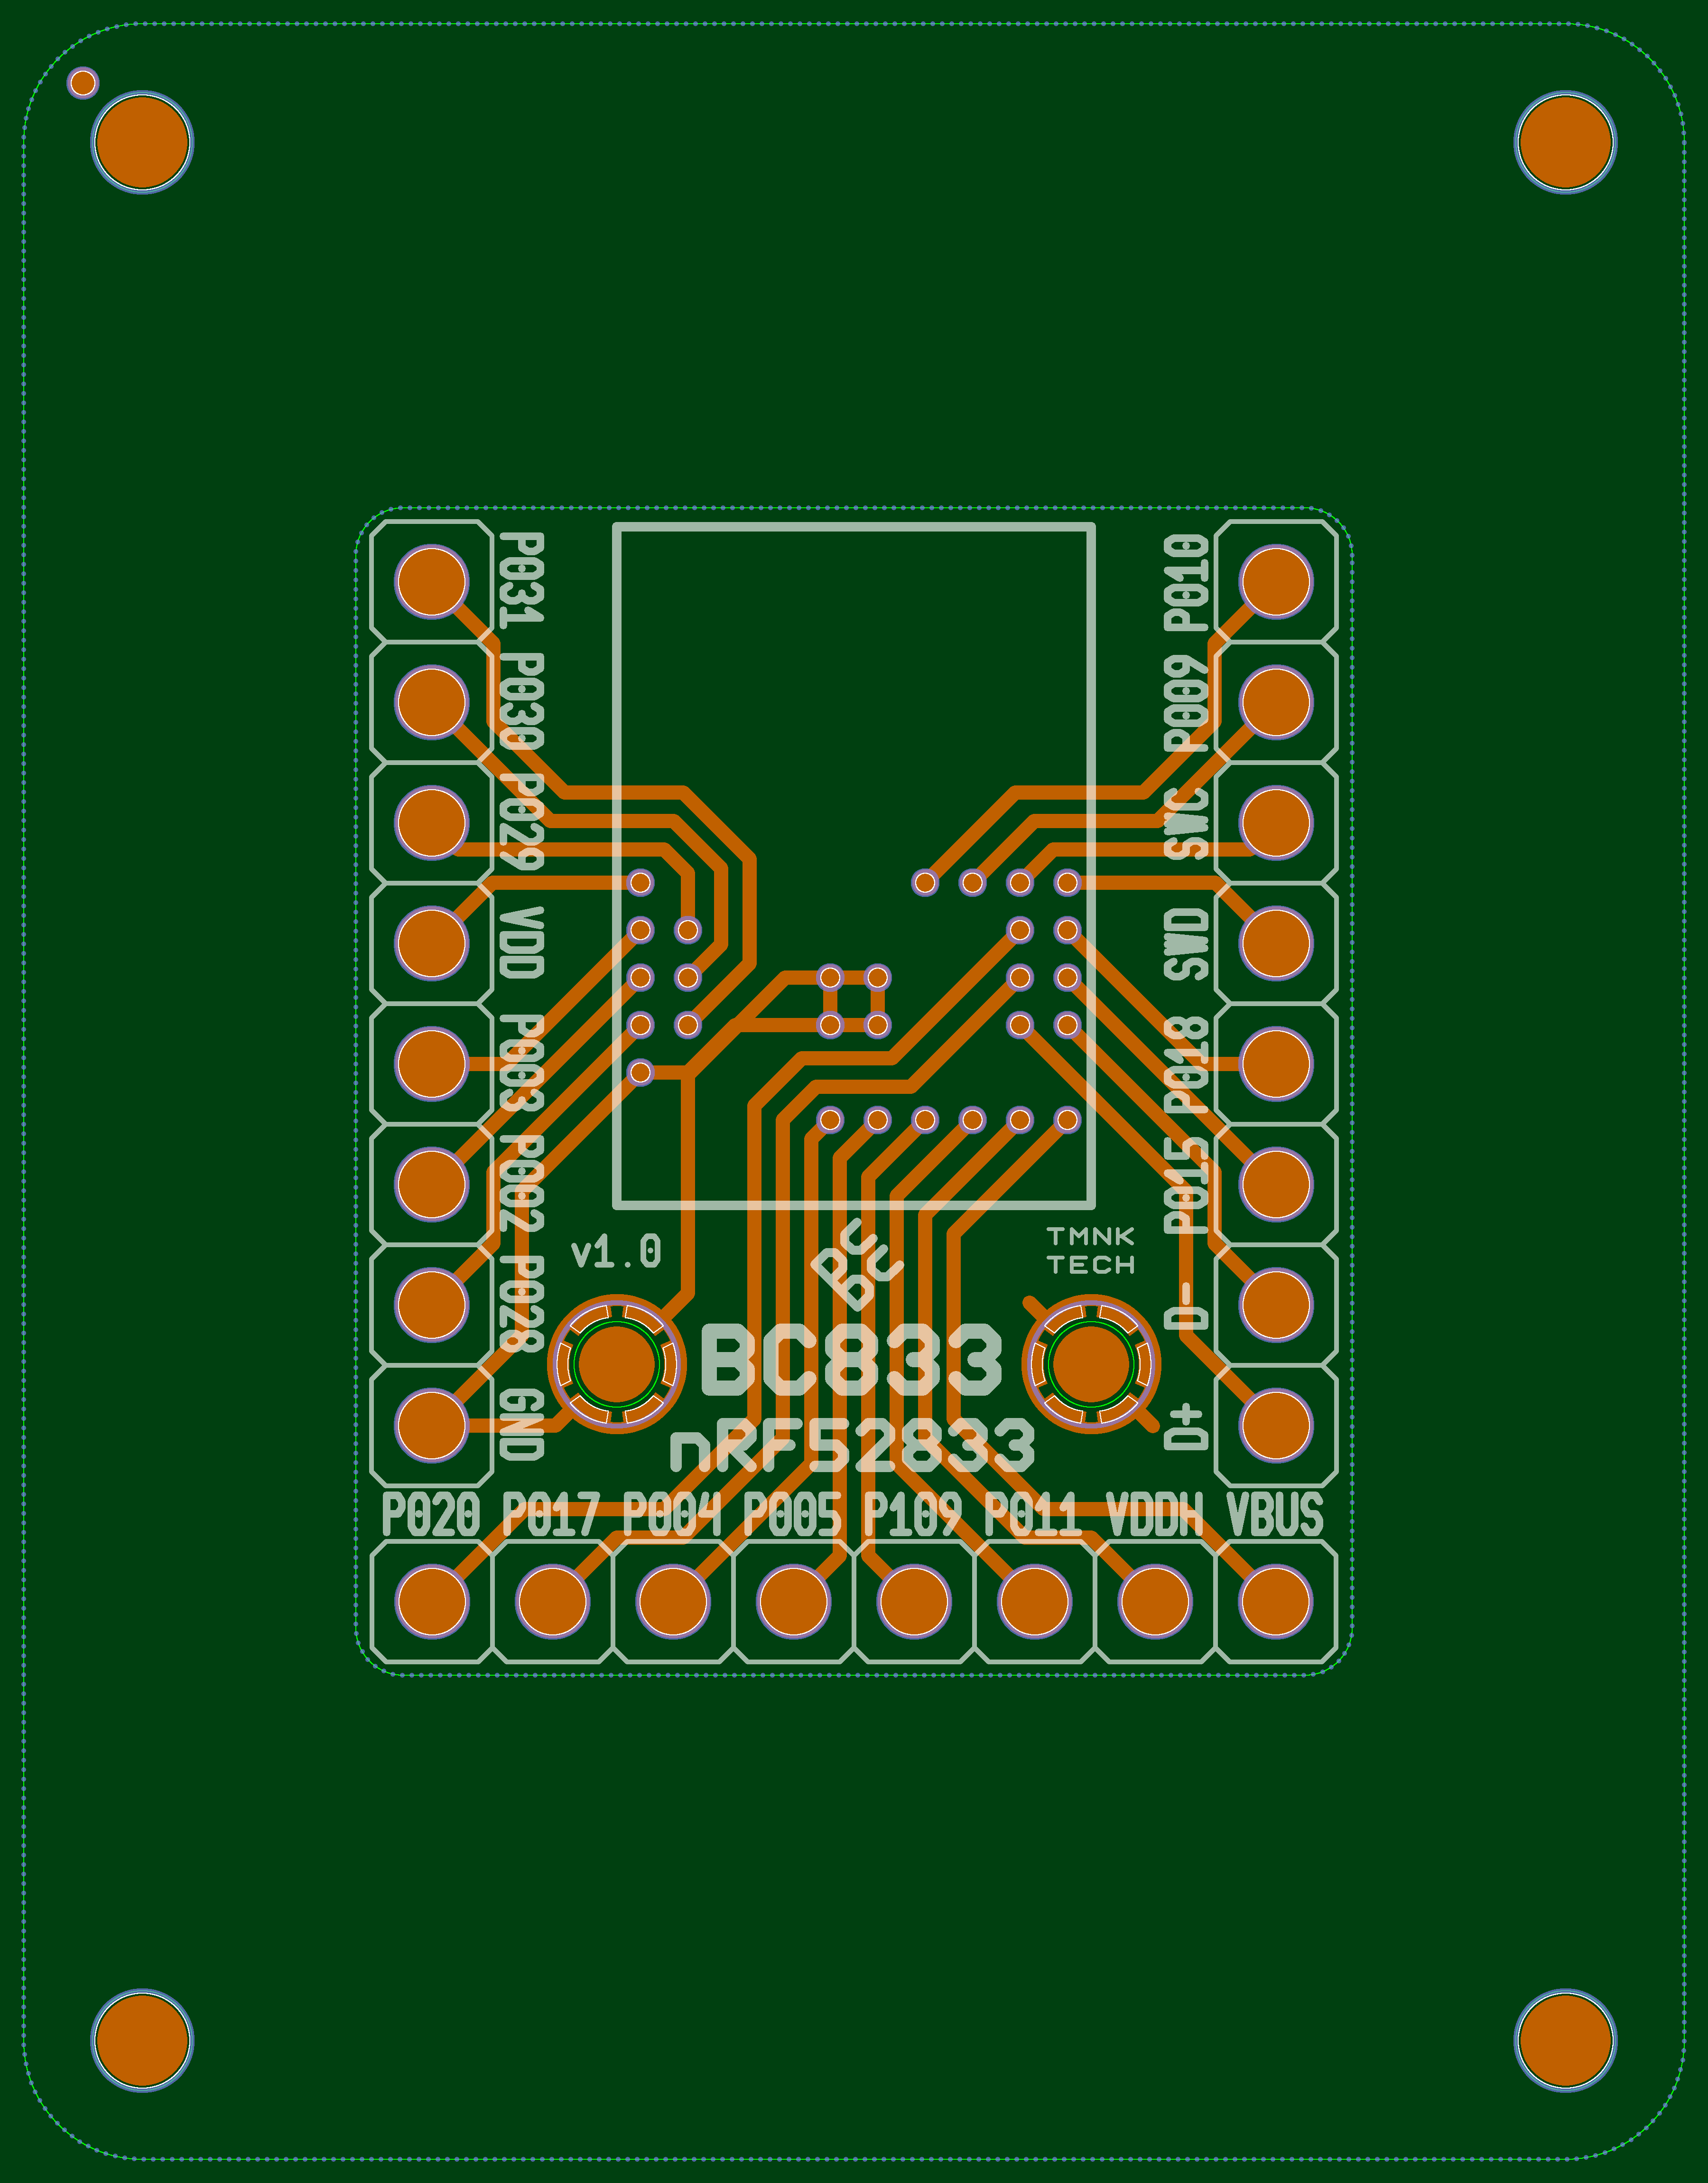 P031
P030
P029
VDD
P003
P002
P028
GND
P010
P009
SWC
SWD
P018
P015
D-
D+
v1.0
BC
TMNK
TECH
BC833
nRF52833
P020 P017 P004 P005 P109 P011 VDDH VBUS